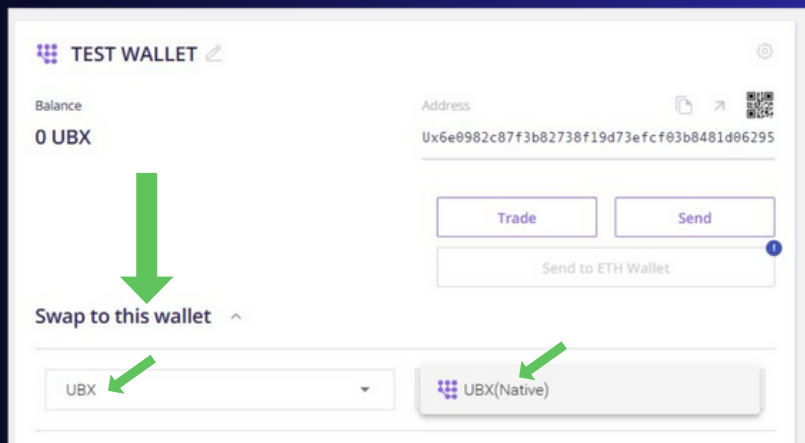 TEST WALLET
Balance
0 UBX
Address
Ux6e0982c87f3b82738f19d73efcf03b8481d06295
Trade
Send
!
Send to ETH Wallet
Swap to this wallet
UBX
UBX(Native)